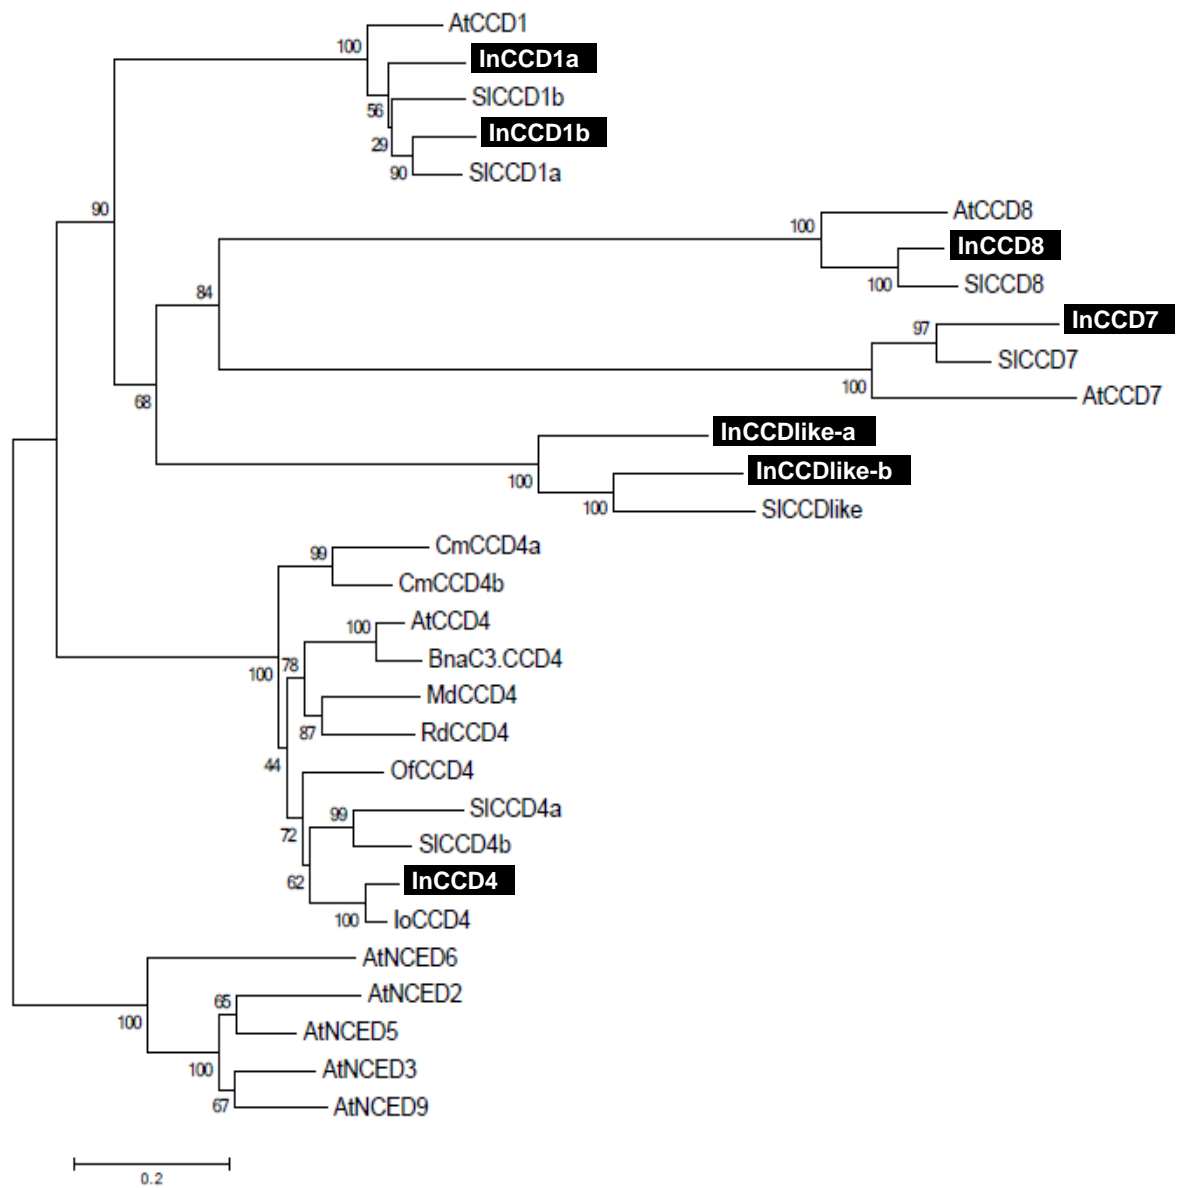 AtCCD1
100
InCCD1a
SlCCD1b
56
InCCD1b
29
90
SlCCD1a
90
AtCCD8
100
InCCD8
100
SlCCD8
84
InCCD7
97
SlCCD7
100
AtCCD7
68
InCCDlike-a
InCCDlike-b
100
100
SlCCDlike
CmCCD4a
99
CmCCD4b
AtCCD4
100
BnaC3.CCD4
78
100
MdCCD4
87
RdCCD4
44
OfCCD4
SlCCD4a
99
72
SlCCD4b
InCCD4
62
100
IoCCD4
AtNCED6
65
AtNCED2
100
AtNCED5
100
AtNCED3
67
AtNCED9
0.2